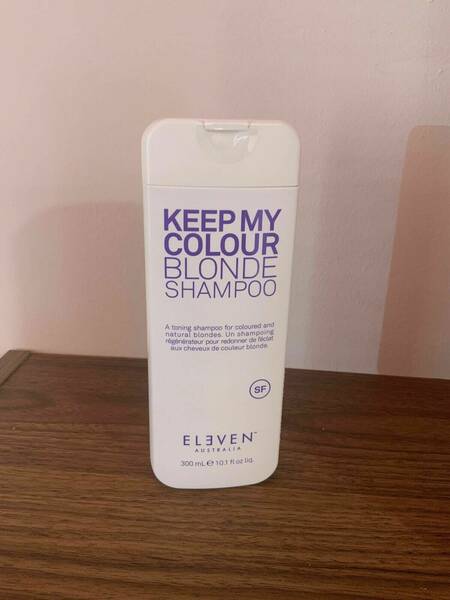 KEEP MY
COLOUR
BLONDE
SHAMPOO
A toning shampoo for coloured and
natural blondes. Un shampoing
régénérateur pour redonner de l'éclat
aux cheveux de couleur blonde.
SF
ELEVEN™
AUSTRALIA
300 mL ℮ 10.1 fl oz liq.